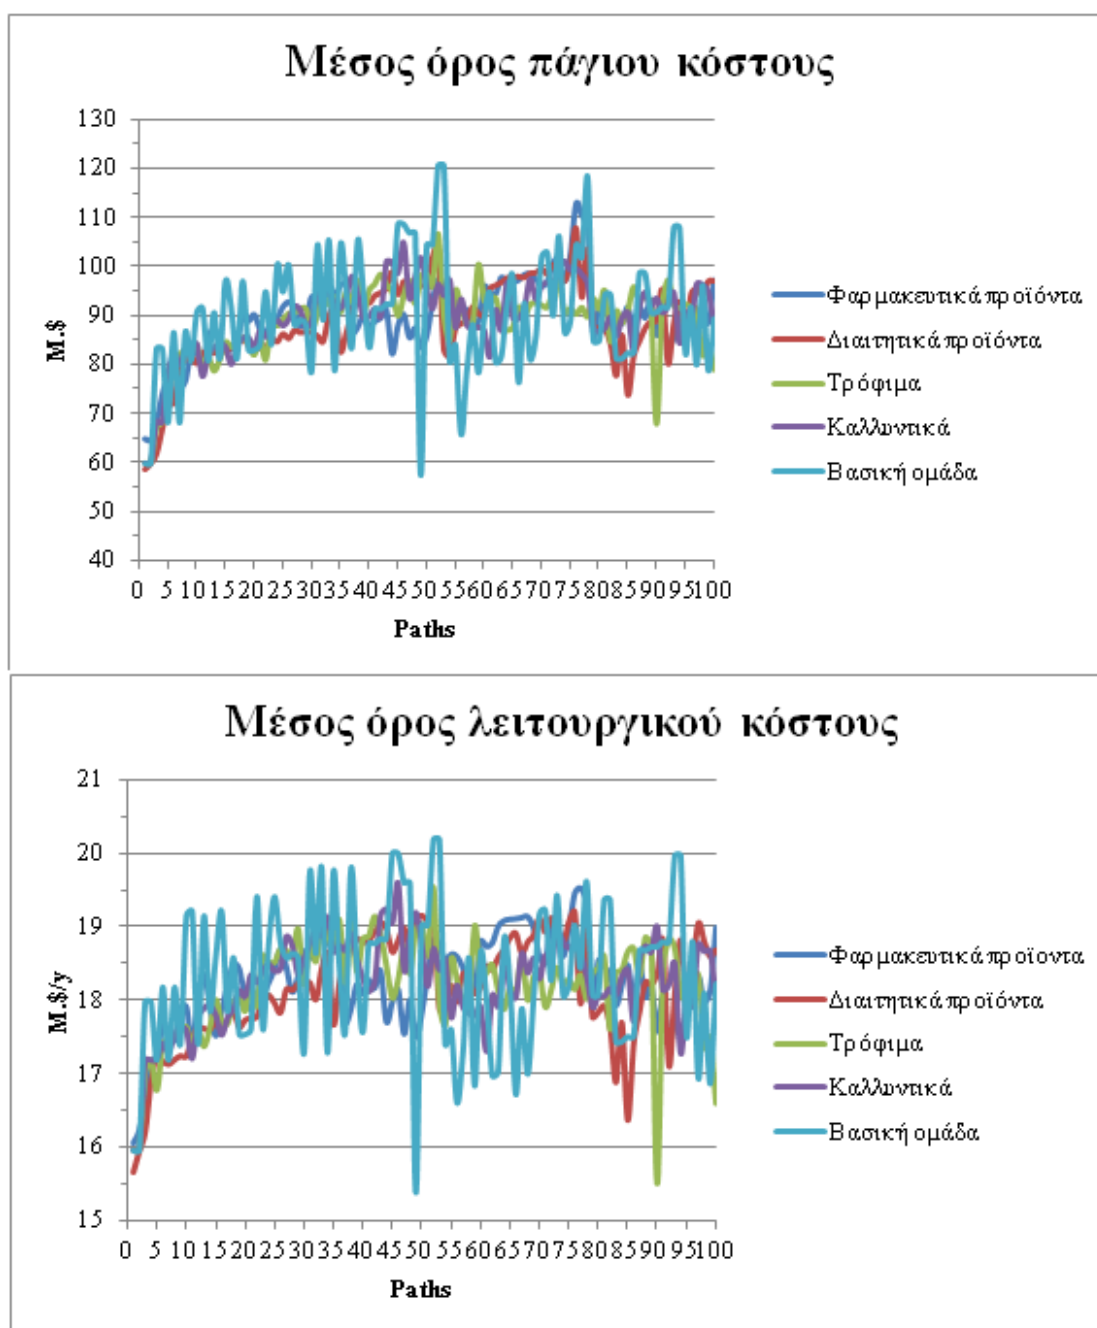 Μέσος όρος πάγιου κόστους
130
120
110
100
90
80
70
60
50
40
M.$
0 5 10 15 20 25 30 35 40 45 50 55 60 65 70 75 80 85 90 95 100
Paths
Φαρμακευτικά προϊόντα
Διαιτητικά προϊόντα
Τρόφιμα
Καλλυντικά
Βασική ομάδα
Μέσος όρος λειτουργικού κόστους
21
20
19
18
17
16
15
M.$/y
0 5 10 15 20 25 30 35 40 45 50 55 60 65 70 75 80 85 90 95 100
Paths
Φαρμακευτικά προϊοντα
Διαιτητικά προϊόντα
Τρόφιμα
Καλλυντικά
Βασική ομάδα